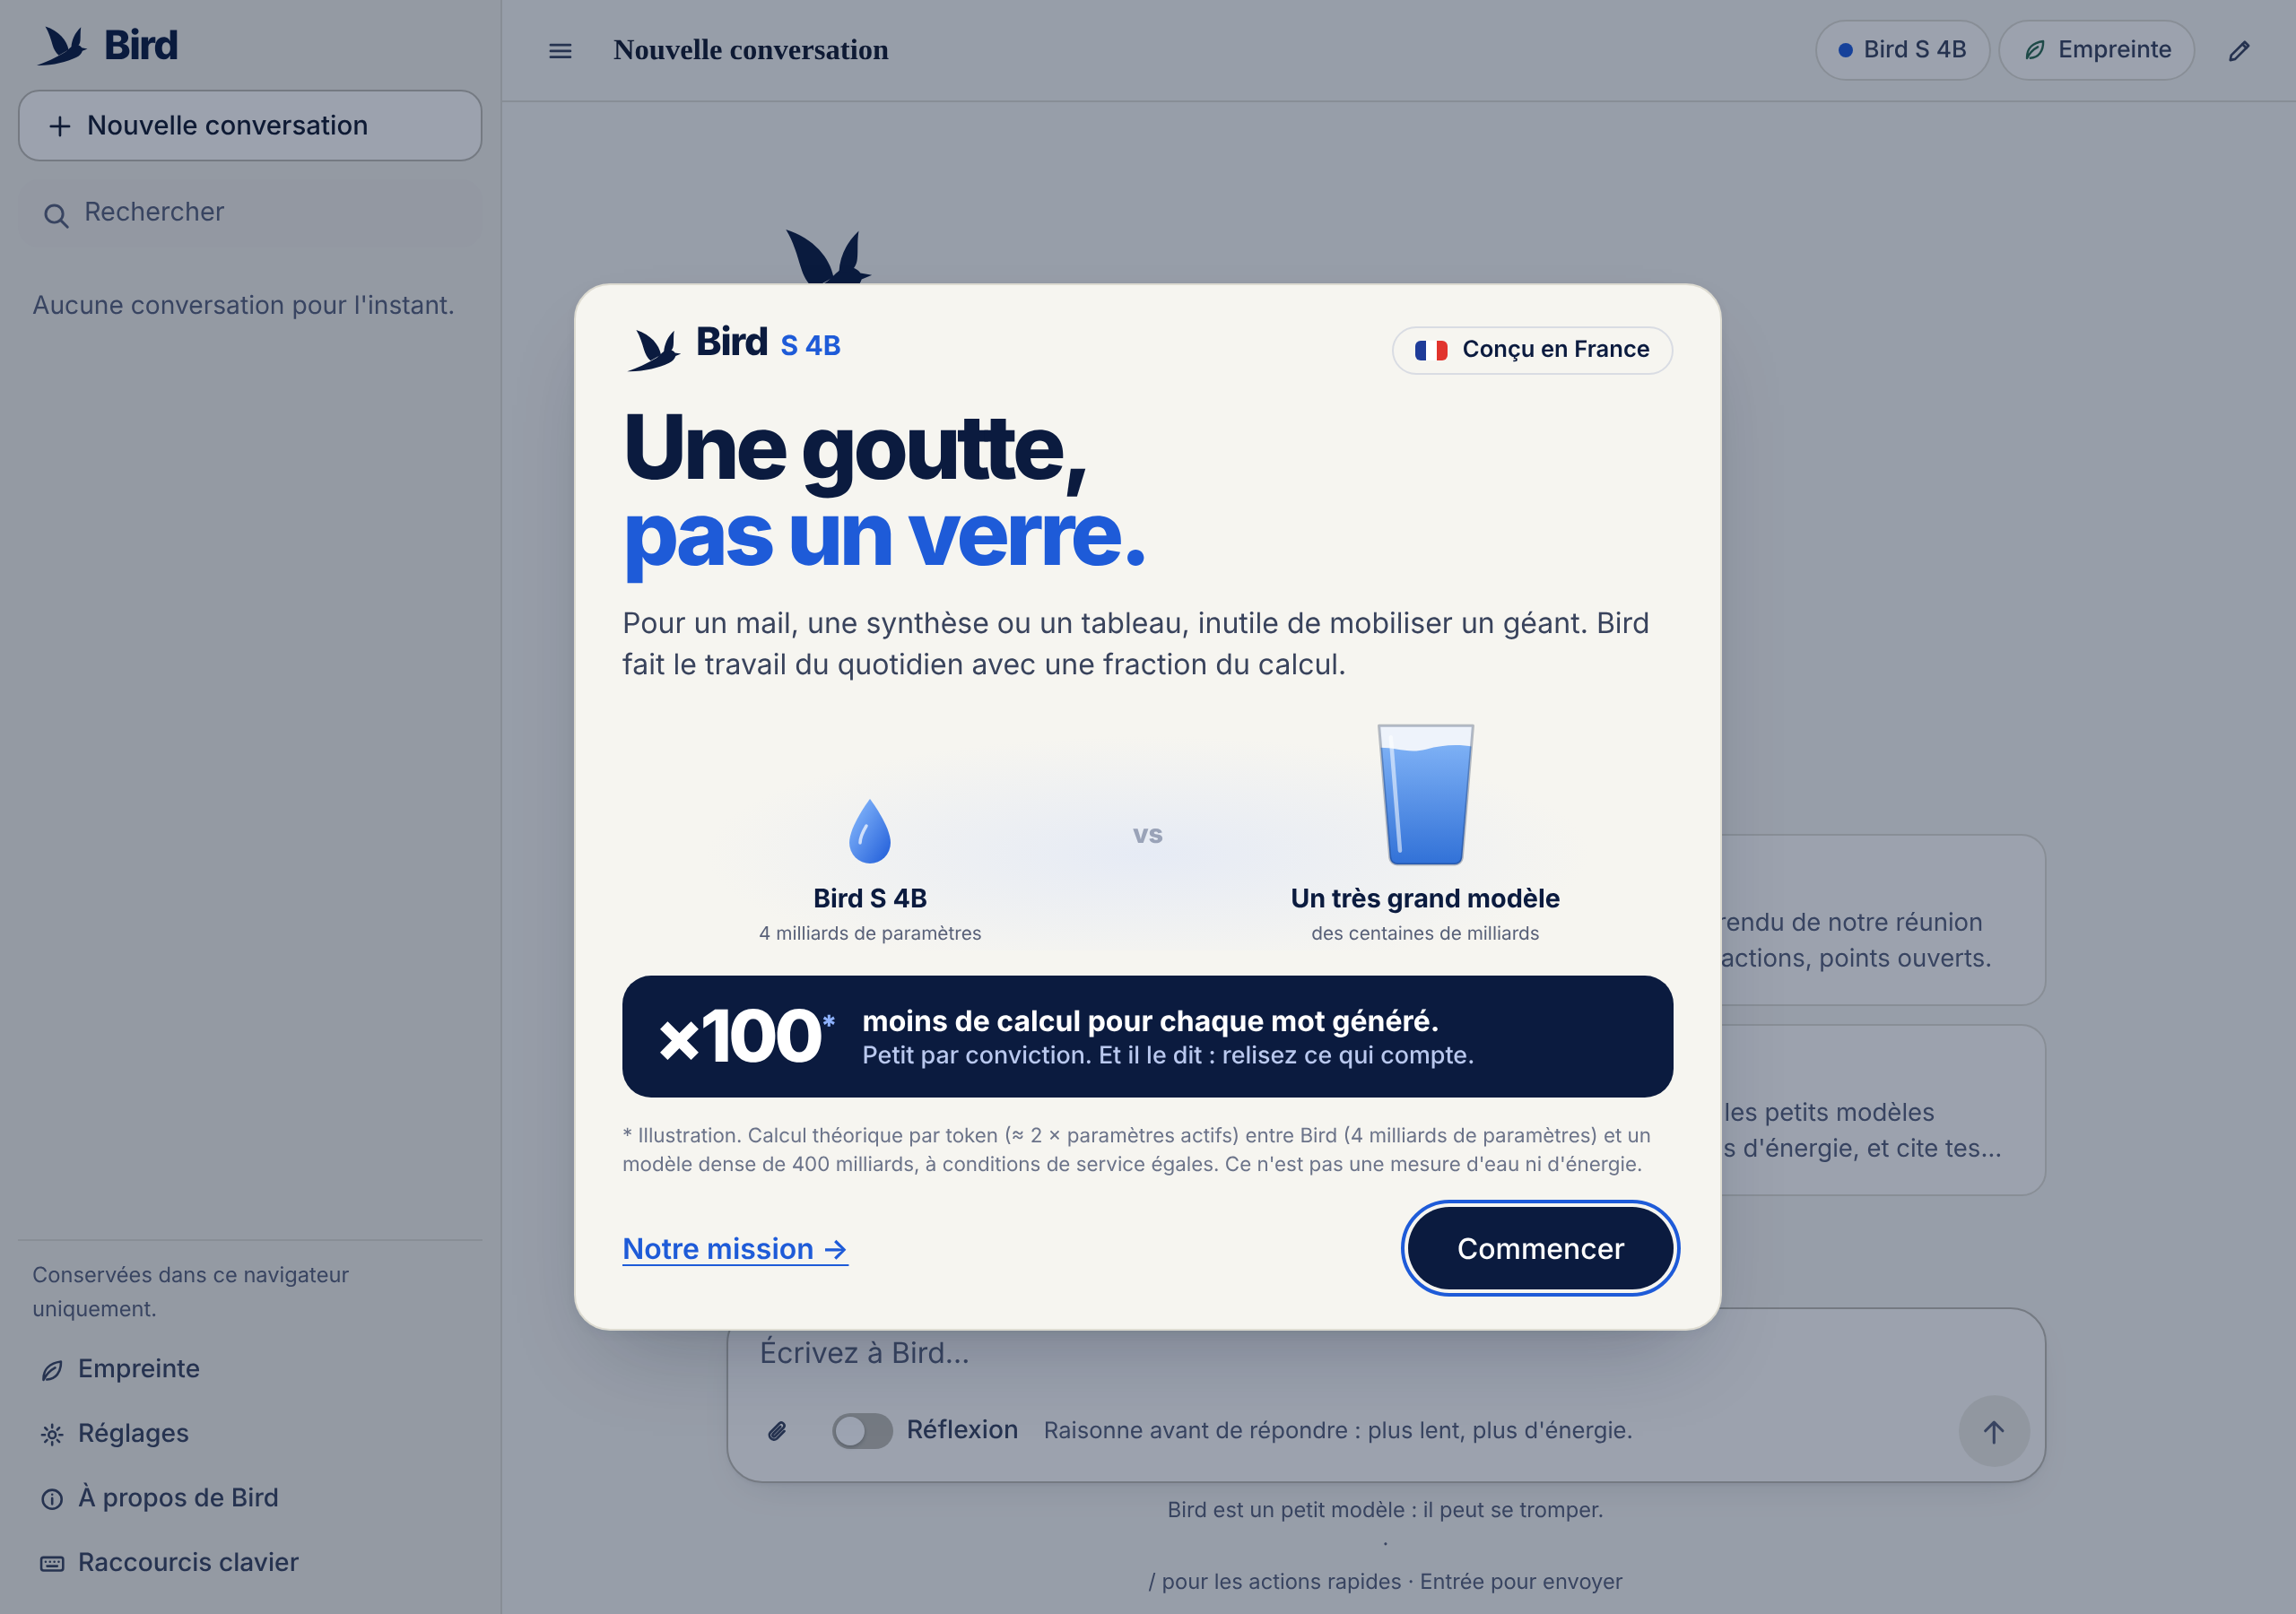 Bird
Nouvelle conversation
Rechercher
Aucune conversation pour l'instant.
Conservées dans ce navigateur
uniquement.
Empreinte
Réglages
À propos de Bird
Raccourcis clavier
Nouvelle conversation
Bird S 4B
Empreinte
Bird S 4B
Conçu en France
Une goutte,
pas un verre.
Pour un mail, une synthèse ou un tableau, inutile de mobiliser un géant. Bird
fait le travail du quotidien avec une fraction du calcul.
vs
Bird S 4B
4 milliards de paramètres
Un très grand modèle
des centaines de milliards
×100*
moins de calcul pour chaque mot généré.
Petit par conviction. Et il le dit : relisez ce qui compte.
* Illustration. Calcul théorique par token (≈ 2 × paramètres actifs) entre Bird (4 milliards de paramètres) et un
modèle dense de 400 milliards, à conditions de service égales. Ce n'est pas une mesure d'eau ni d'énergie.
Notre mission →
Commencer
rendu de notre réunion
actions, points ouverts.
les petits modèles
s d'énergie, et cite tes…
Écrivez à Bird…
Réflexion
Raisonne avant de répondre : plus lent, plus d'énergie.
Bird est un petit modèle : il peut se tromper.
·
/ pour les actions rapides · Entrée pour envoyer